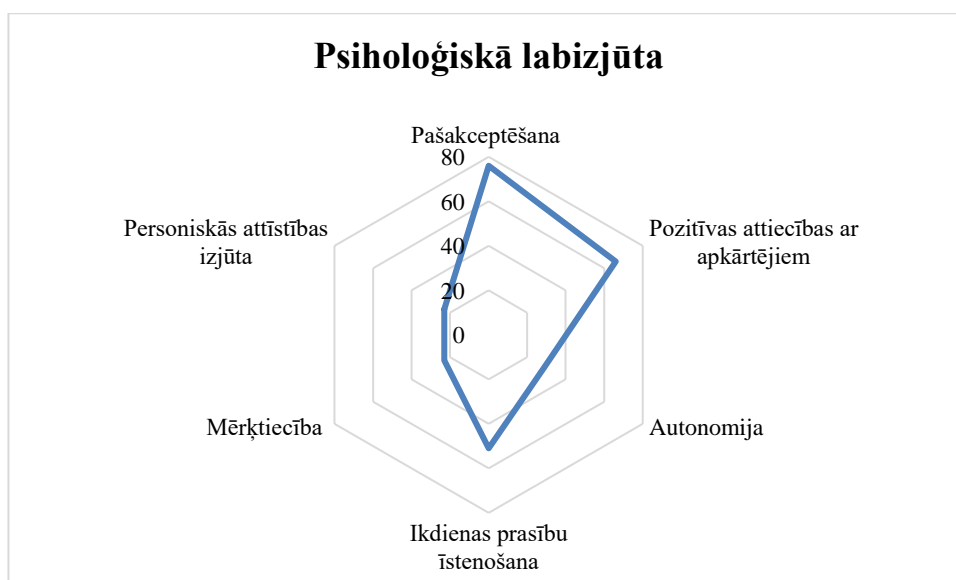 Psiholoģiskā labizjūta
Pašakceptēšana
80
60
40
20
0
Pozitīvas attiecības ar
apkārtējiem
Autonomija
Ikdienas prasību
īstenošana
Mērķtiecība
Personiskās attīstības
izjūta